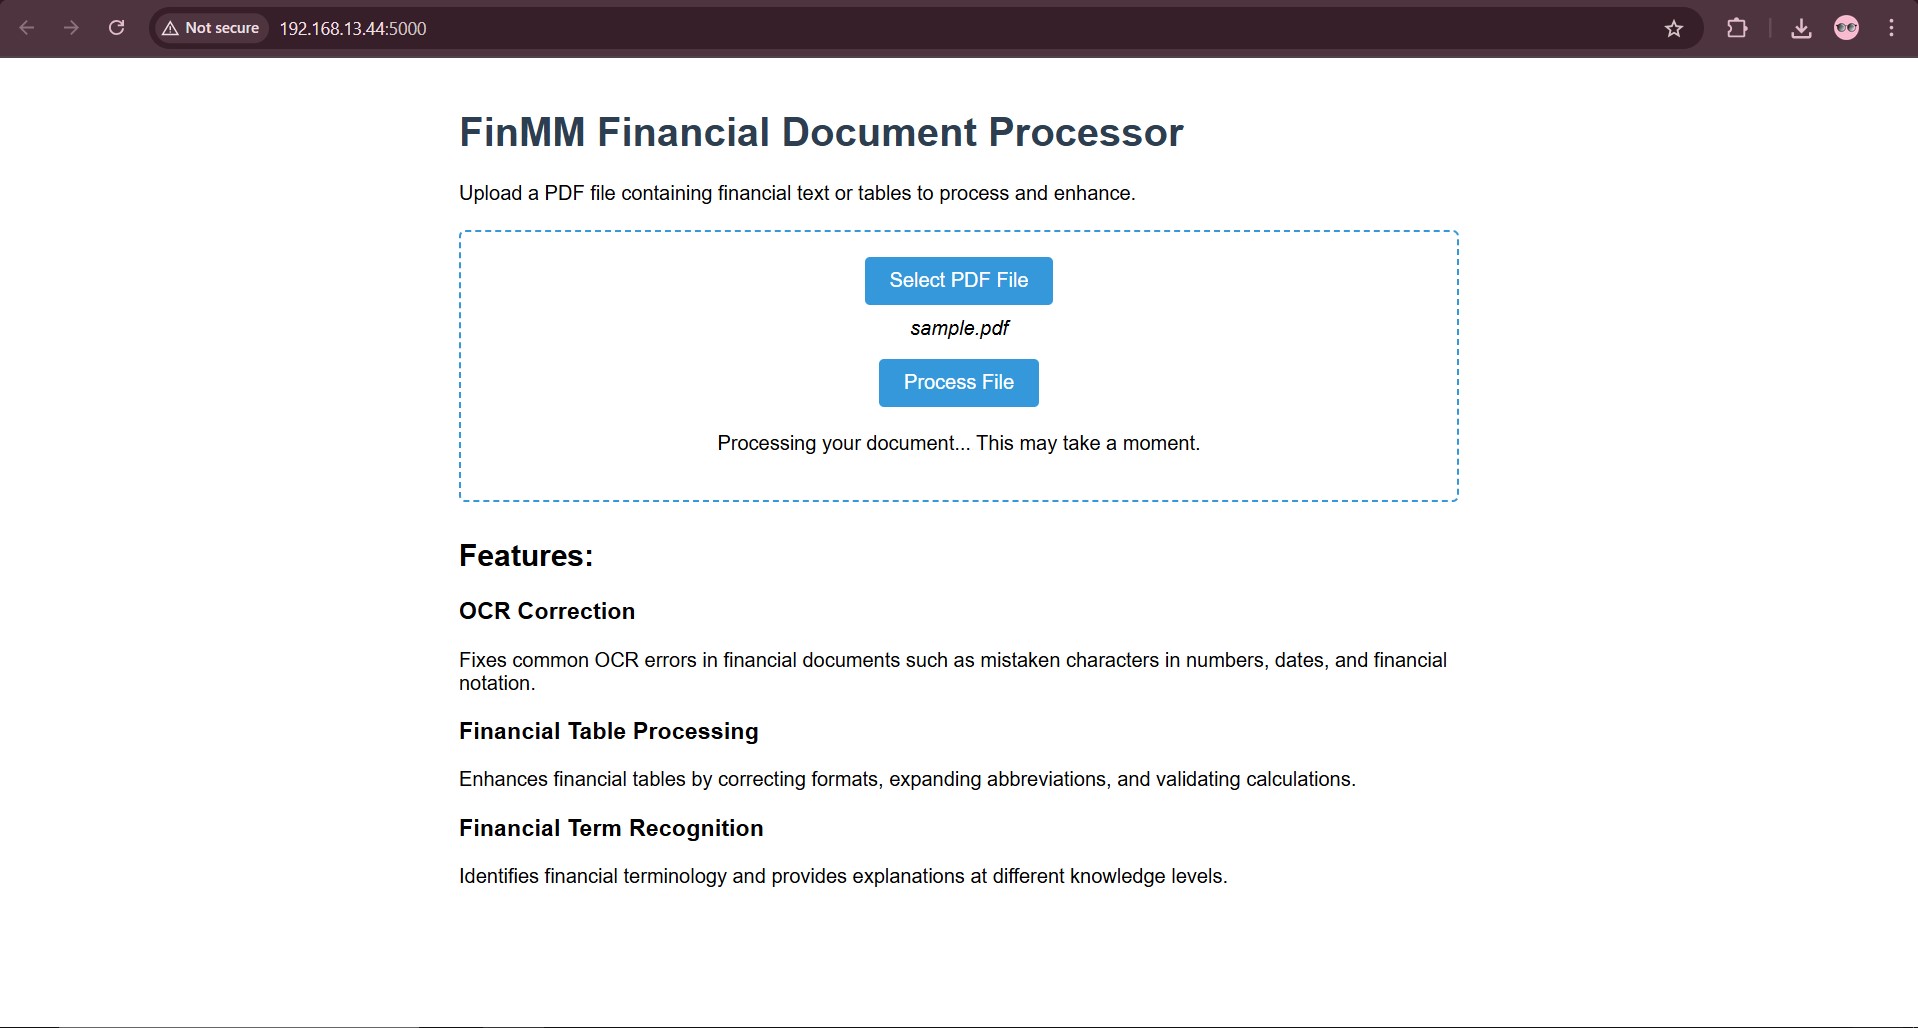 Not secure 192.168.13.44:5000
FinMM Financial Document Processor
Upload a PDF file containing financial text or tables to process and enhance.
Select PDF File
sample.pdf
Process File
Processing your document... This may take a moment.
Features:
OCR Correction
Fixes common OCR errors in financial documents such as mistaken characters in numbers, dates, and financial
notation.
Financial Table Processing
Enhances financial tables by correcting formats, expanding abbreviations, and validating calculations.
Financial Term Recognition
Identifies financial terminology and provides explanations at different knowledge levels.